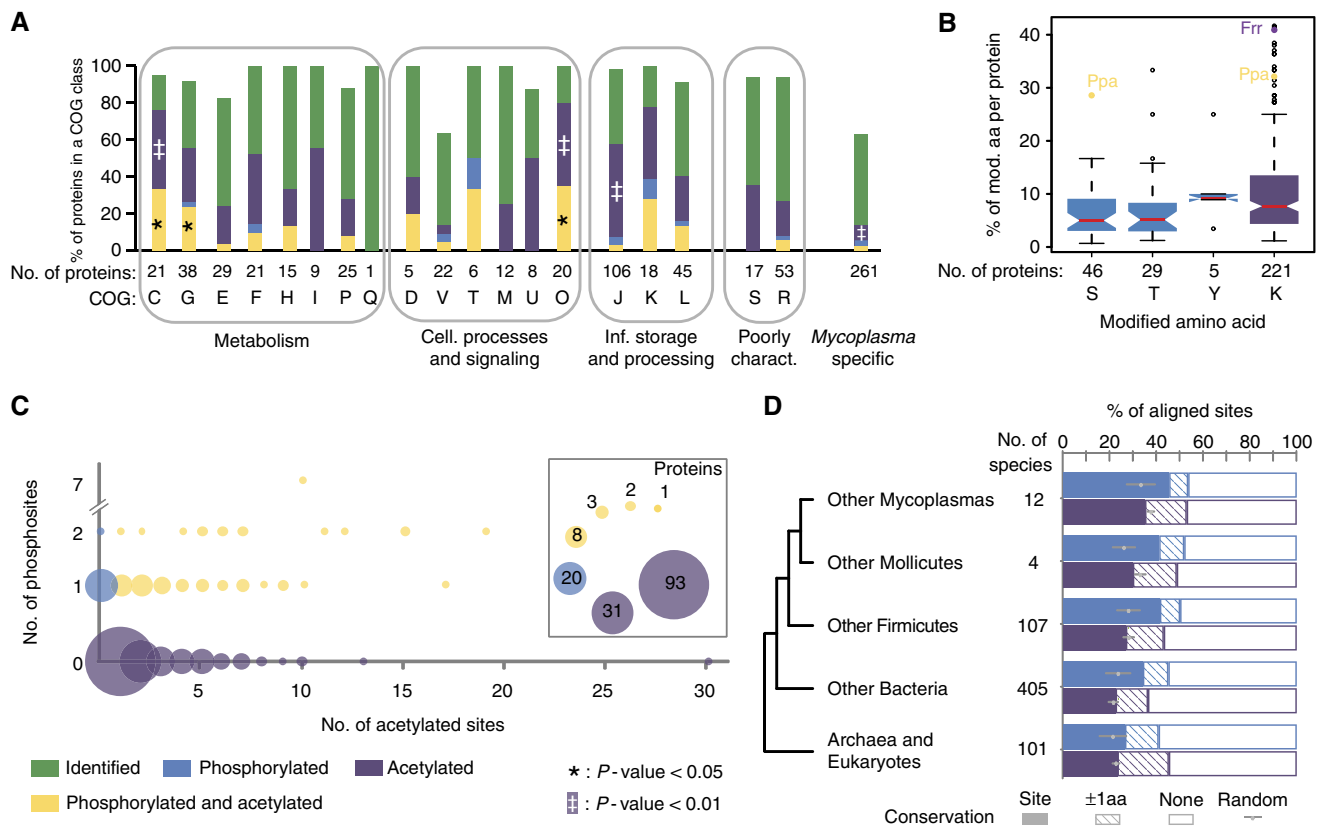 A
% of proteins in a COG class
100
80
60
40
20
0
‡ ‡ ‡ ‡
* * *
No. of proteins: 21 38 29 21 15 9 25 1 5 22 6 12 8 20 106 18 45 17 53 261
COG: C G E F H I P Q D V T M U O J K L S R
Metabolism
Cell. processes
and signaling
Inf. storage
and processing
Poorly
charact.
Mycoplasma
specific
B
% of mod. aa per protein
40
30
20
10
0
Frr
Ppa
Ppa
No. of proteins: 46 29 5 221
S T Y K
Modified amino acid
C
No. of phosphosites
7
2
1
0
5 10 15 20 25 30
No. of acetylated sites
Proteins
1
2
3
8
20
31
93
Identified
Phosphorylated
Acetylated
Phosphorylated and acetylated
* : P-value < 0.05
‡ : P-value < 0.01
D
% of aligned sites
No. of
species
0 20 40 60 80 100
Other Mycoplasmas 12
Other Mollicutes 4
Other Firmicutes 107
Other Bacteria 405
Archaea and
Eukaryotes
101
Conservation
Site ±1aa None Random